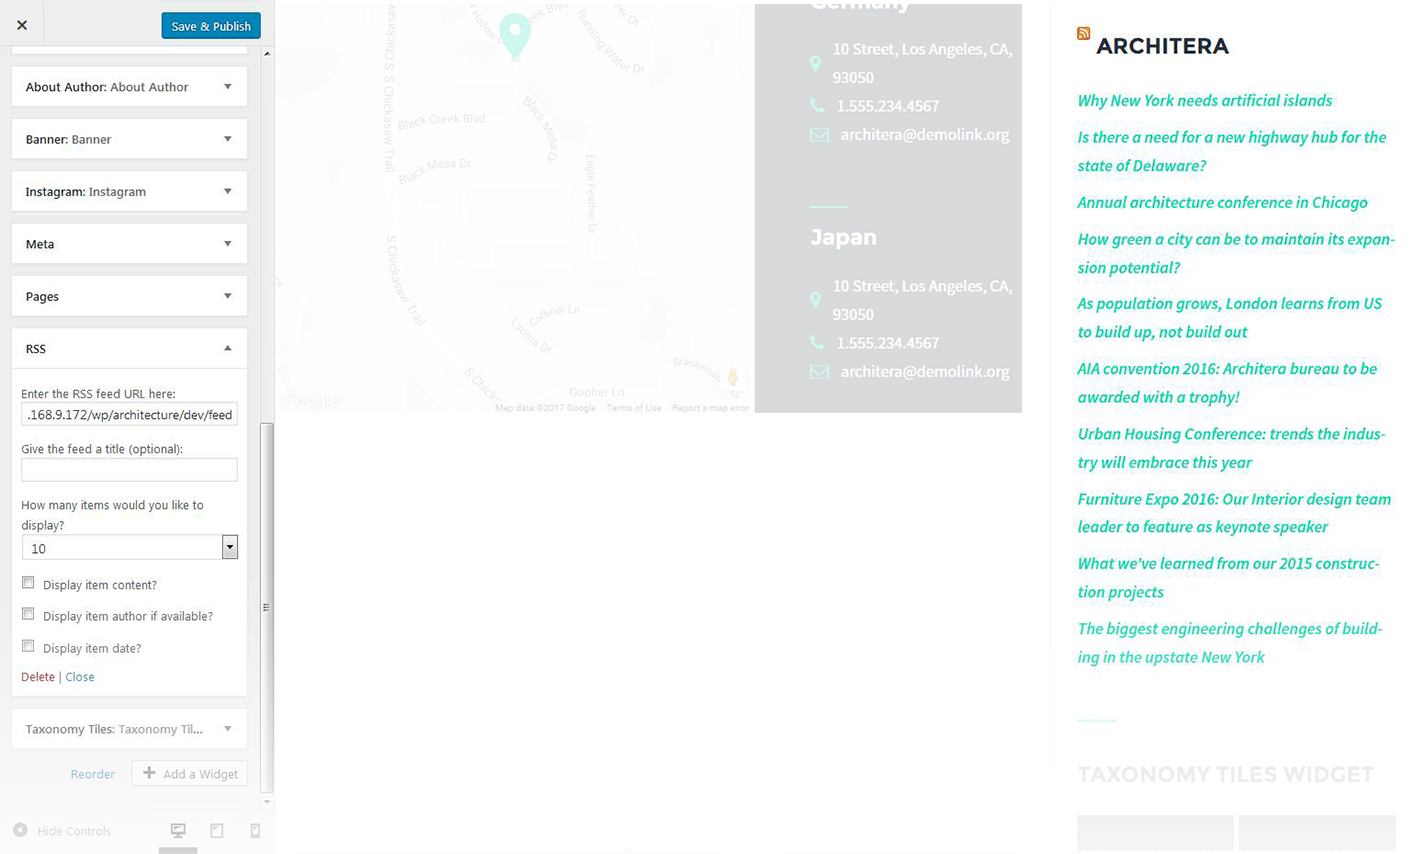 Save & Publish
About Author: About Author
Banner: Banner
Instagram: Instagram
Meta
Pages
RSS
Enter the RSS feed URL here:
.168.9.172/wp/architecture/dev/feed
Give the feed a title (optional):
How many items would you like to
display?
10
Display item content?
Display item author if available?
Display item date?
Delete | Close
Taxonomy Tiles: Taxonomy Til...
Reorder
Add a Widget
Hide Controls
S Chickasaw Trail
Running Water Dr
Black Creek Blvd
Black Mesa Dr
Eagle Feather Dr
S Chickasaw Trail
Catbriar Ln
Lyonia Dr
Gopher Ln
Google
Map data ©2017 Google
Terms of Use
Report a map error
Germany
10 Street, Los Angeles, CA,
93050
1.555.234.4567
architera@demolink.org
Japan
10 Street, Los Angeles, CA,
93050
1.555.234.4567
architera@demolink.org
ARCHITERA
Why New York needs artificial islands
Is there a need for a new highway hub for the
state of Delaware?
Annual architecture conference in Chicago
How green a city can be to maintain its expan-
sion potential?
As population grows, London learns from US
to build up, not build out
AIA convention 2016: Architera bureau to be
awarded with a trophy!
Urban Housing Conference: trends the indus-
try will embrace this year
Furniture Expo 2016: Our Interior design team
leader to feature as keynote speaker
What we’ve learned from our 2015 construc-
tion projects
The biggest engineering challenges of build-
ing in the upstate New York
TAXONOMY TILES WIDGET